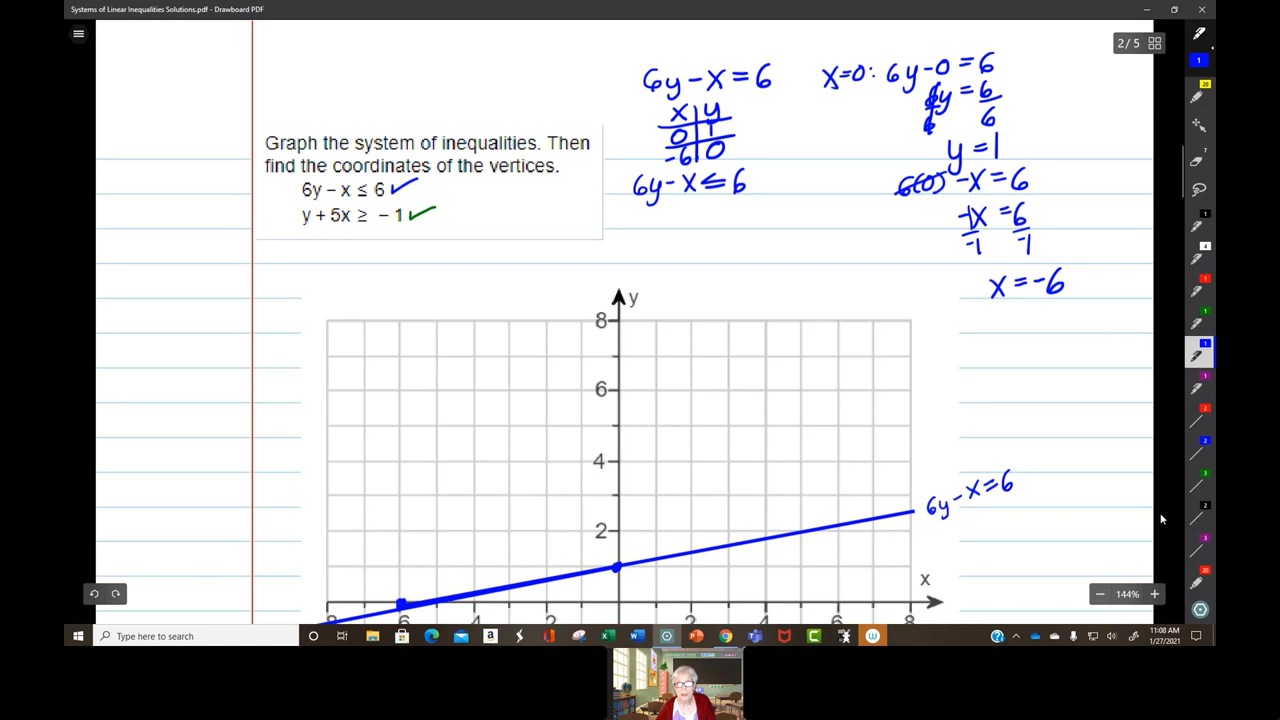 Systems of Linear Inequalities Solutions.pdf - Drawboard PDF
2 / 5
Graph the system of inequalities. Then
find the coordinates of the vertices.
6y − x ≤ 6
y + 5x ≥ − 1
6y - x = 6
x y
0 1
-6 0
6y - x ≤ 6
x=0: 6y - 0 = 6
6y = 6
6 6
y = 1
6(0) - x = 6
-1x = 6
-1 -1
x = -6
y
8
6
4
2
6y - x = 6
x
8 6 4 2 2 4 6 8
144%
Type here to search
11:08 AM
1/27/2021